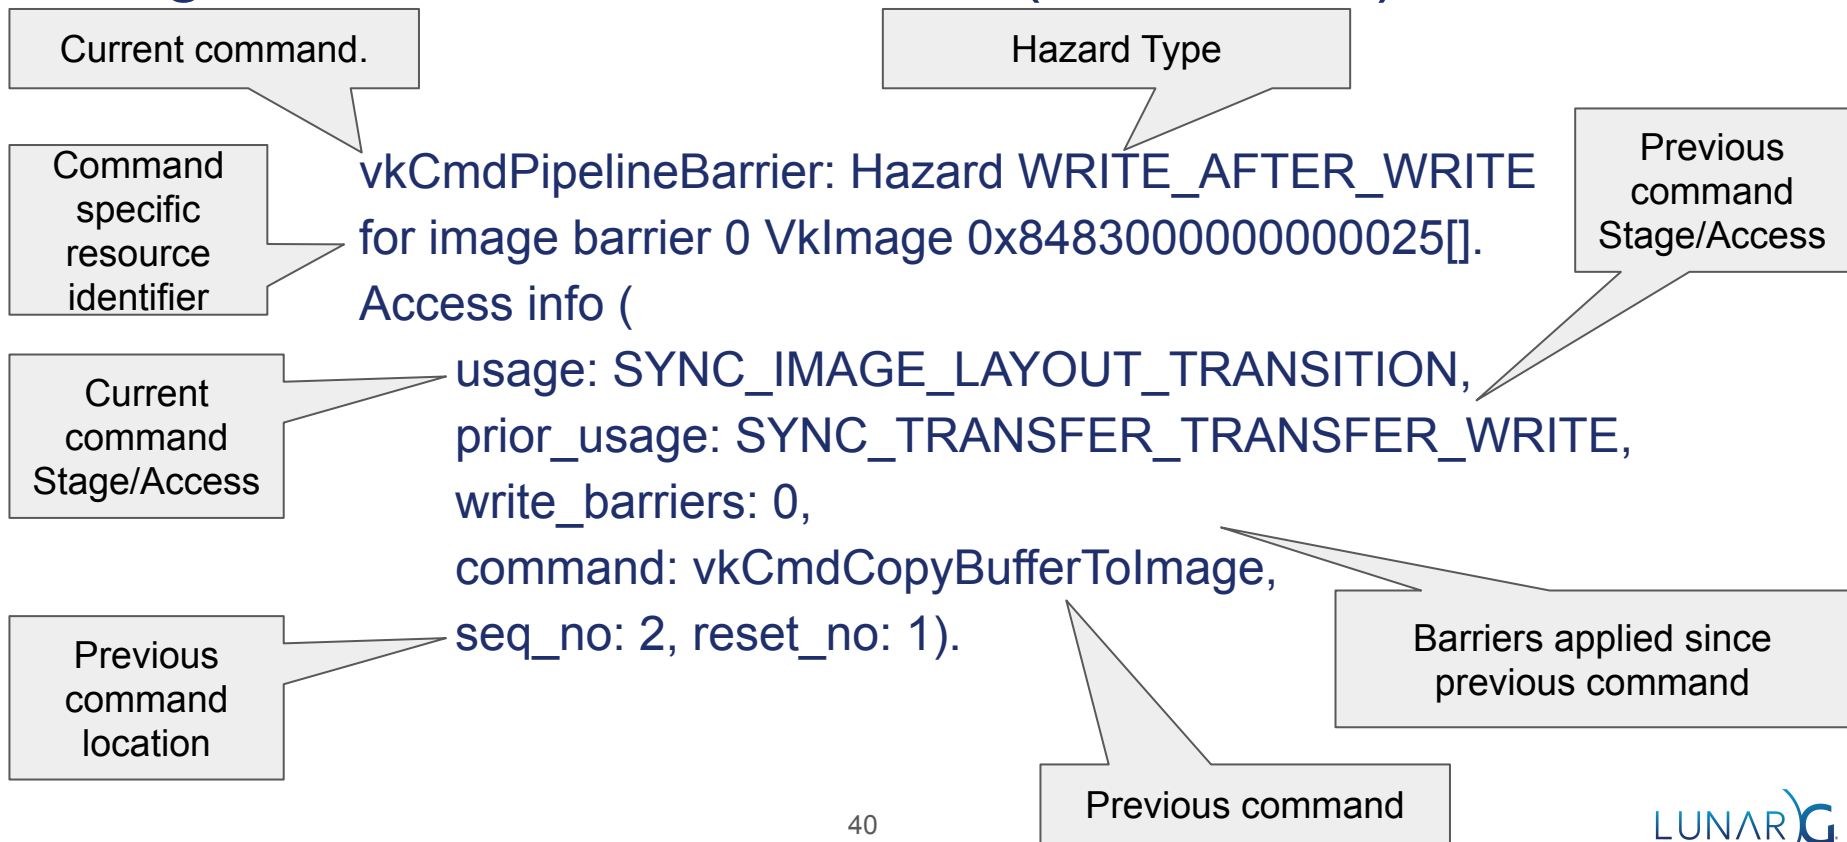 Current command.
Hazard Type
Command
specific
resource
identifier
Previous
command
Stage/Access
vkCmdPipelineBarrier: Hazard WRITE_AFTER_WRITE
for image barrier 0 VkImage 0x8483000000000025[].
Access info (
usage: SYNC_IMAGE_LAYOUT_TRANSITION,
prior_usage: SYNC_TRANSFER_TRANSFER_WRITE,
write_barriers: 0,
command: vkCmdCopyBufferToImage,
seq_no: 2, reset_no: 1).
Current
command
Stage/Access
Previous
command
location
Barriers applied since
previous command
Previous command
40
LUNARG